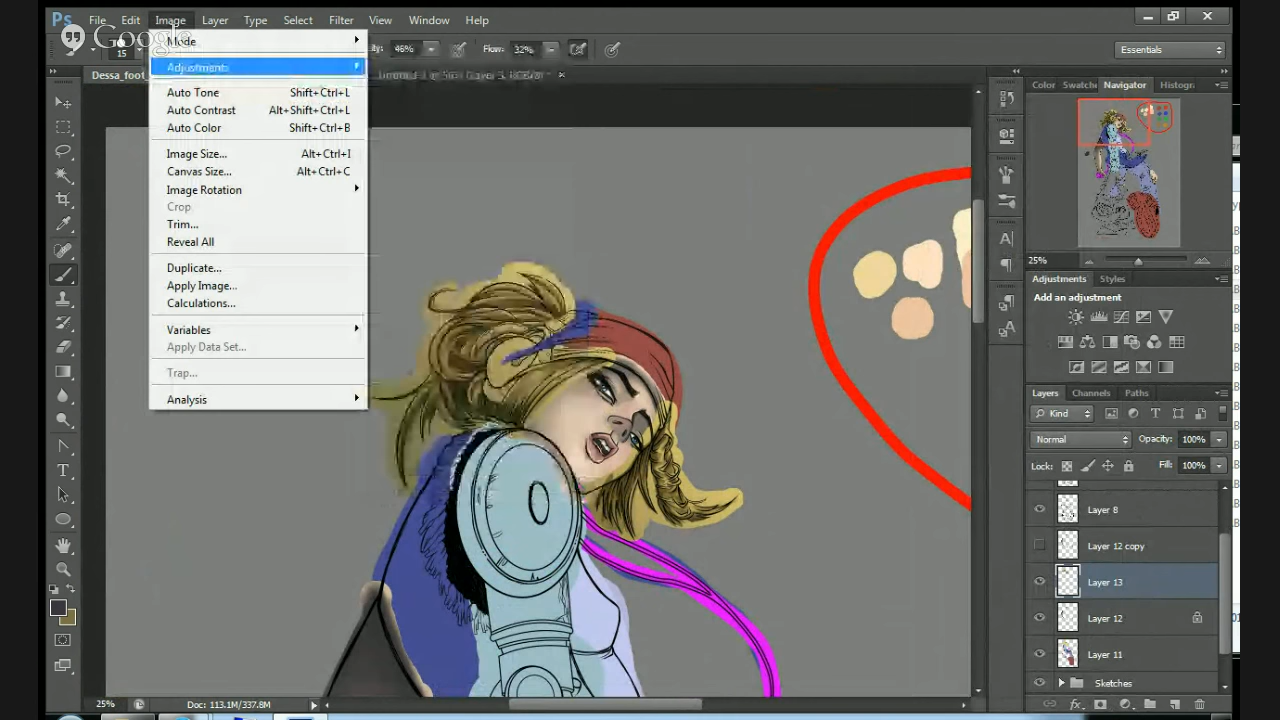 Ps File Edit Image Layer Type Select Filter View Window Help
Google
15 46% Flow: 32% Essentials
Dessa_foot
Mode
Adjustments
Auto Tone Shift+Ctrl+L
Auto Contrast Alt+Shift+Ctrl+L
Auto Color Shift+Ctrl+B
Image Size... Alt+Ctrl+I
Canvas Size... Alt+Ctrl+C
Image Rotation
Crop
Trim...
Reveal All
Duplicate...
Apply Image...
Calculations...
Variables
Apply Data Set...
Trap...
Analysis
Color Swatche Navigator Histogr
25%
Adjustments Styles
Add an adjustment
Layers Channels Paths
Kind
Normal Opacity: 100%
Lock: Fill: 100%
Layer 8
Layer 12 copy
Layer 13
Layer 12
Layer 11
Sketches
25% Doc: 113.1M/337.8M